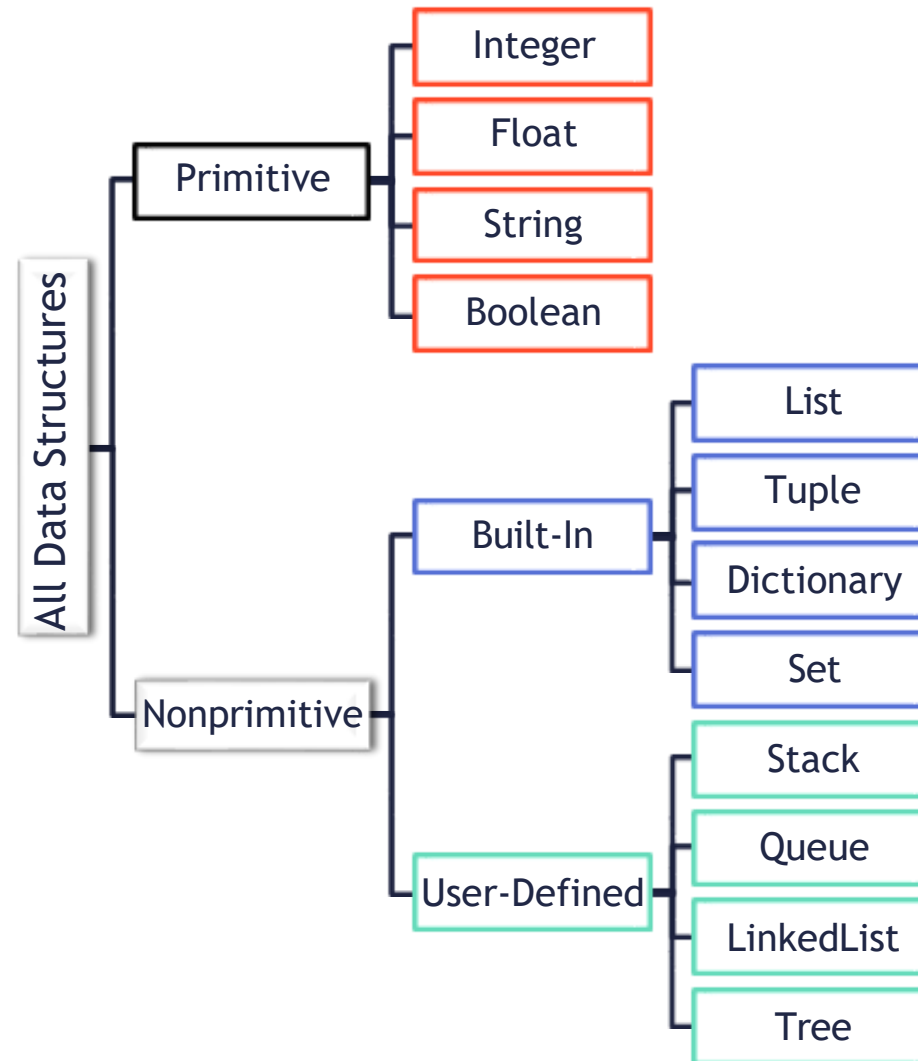 All Data Structures
Primitive
Integer
Float
String
Boolean
Nonprimitive
Built-In
List
Tuple
Dictionary
Set
User-Defined
Stack
Queue
LinkedList
Tree